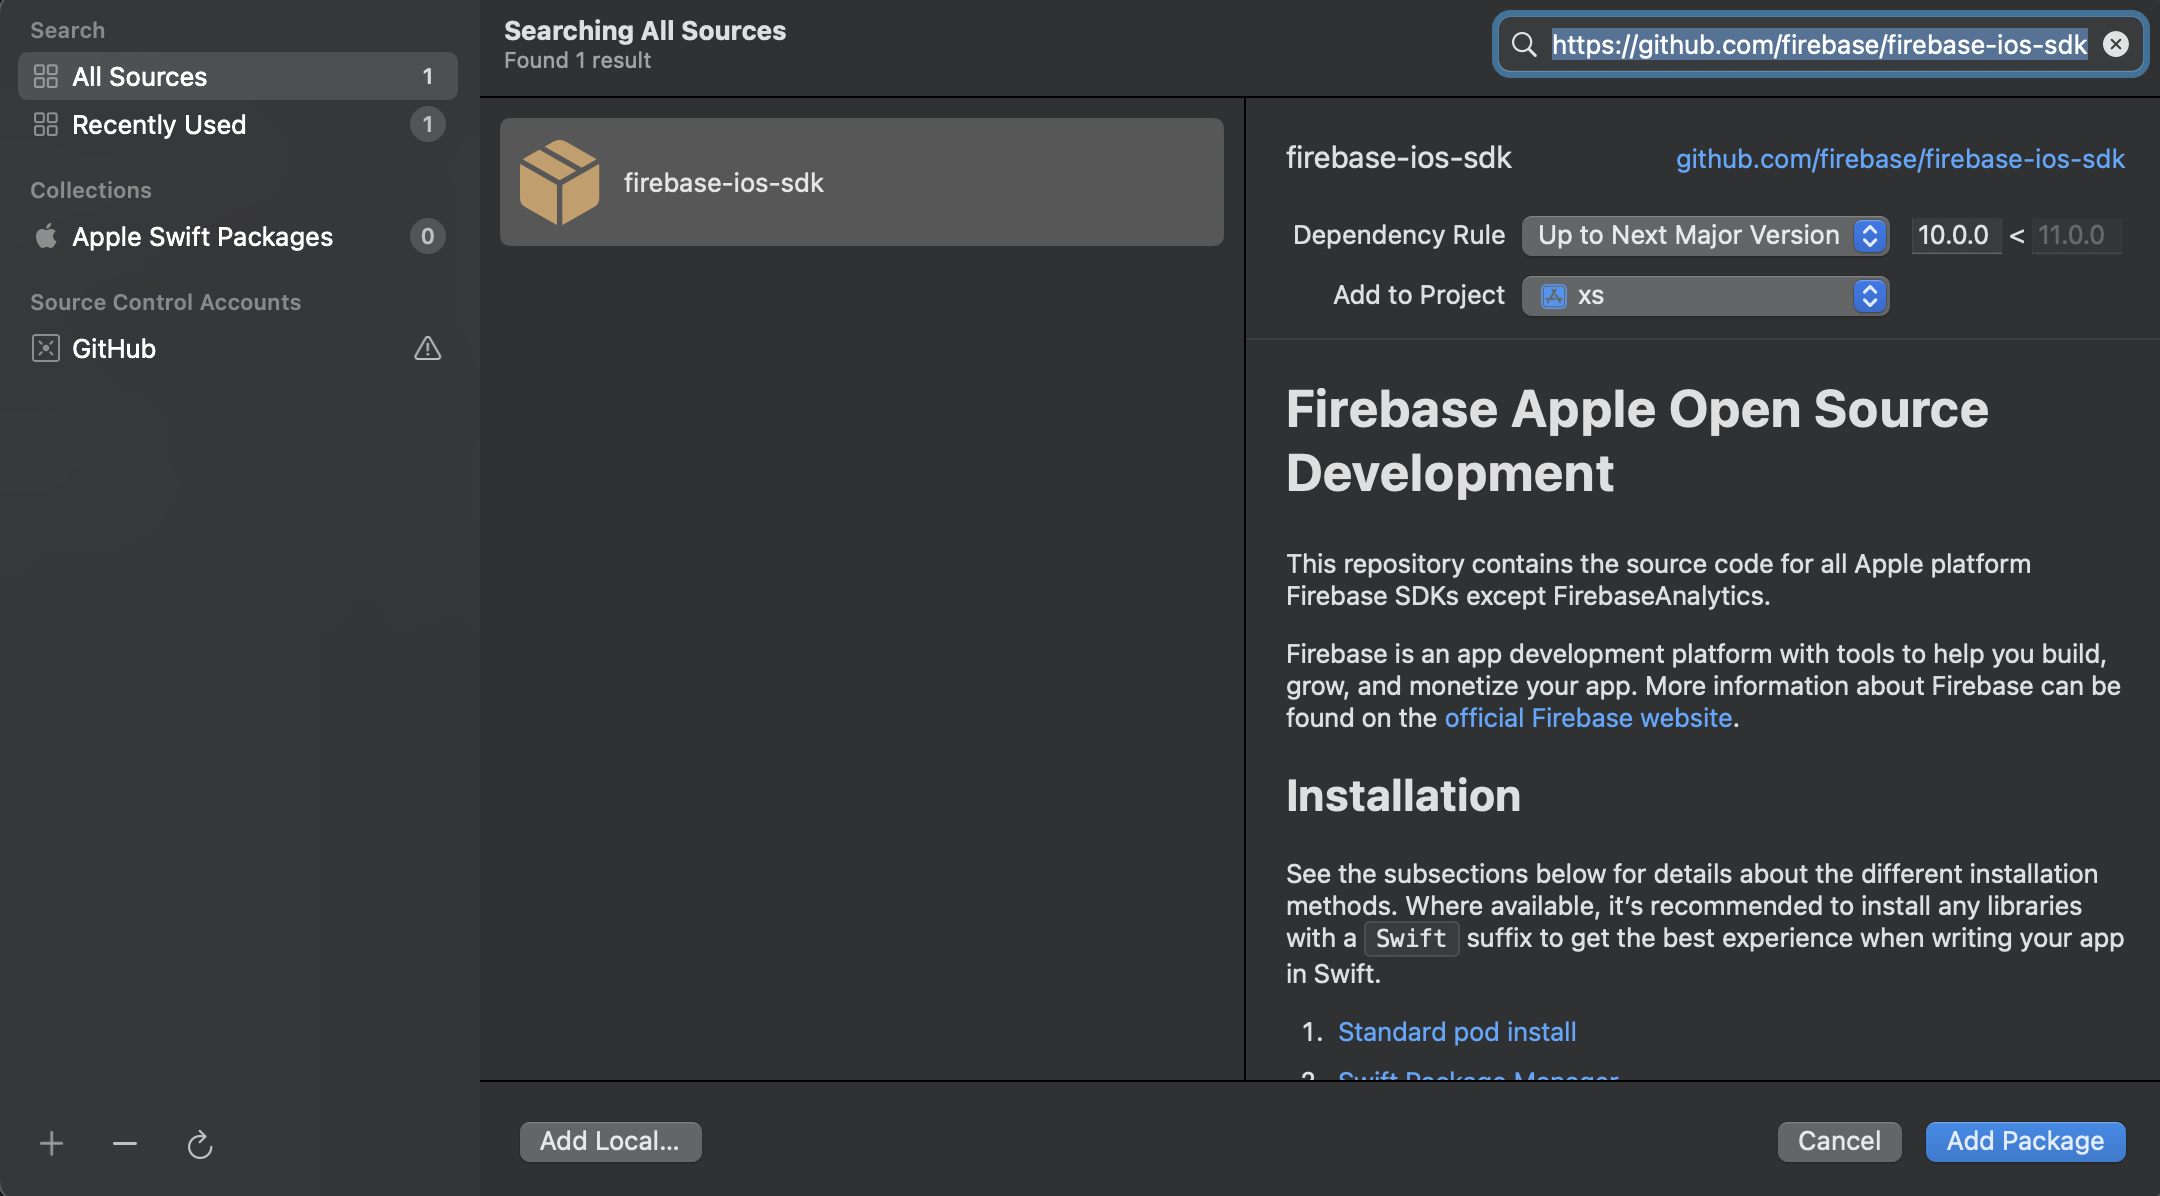 Search
All Sources 1
Recently Used 1
Collections
Apple Swift Packages 0
Source Control Accounts
GitHub
Searching All Sources
Found 1 result
https://github.com/firebase/firebase-ios-sdk
firebase-ios-sdk
firebase-ios-sdk github.com/firebase/firebase-ios-sdk
Dependency Rule Up to Next Major Version 10.0.0 < 11.0.0
Add to Project xs
Firebase Apple Open Source
Development
This repository contains the source code for all Apple platform
Firebase SDKs except FirebaseAnalytics.
Firebase is an app development platform with tools to help you build,
grow, and monetize your app. More information about Firebase can be
found on the official Firebase website.
Installation
See the subsections below for details about the different installation
methods. Where available, it’s recommended to install any libraries
with a Swift suffix to get the best experience when writing your app
in Swift.
1. Standard pod install
2. Swift Package Manager
Add Local...
Cancel
Add Package